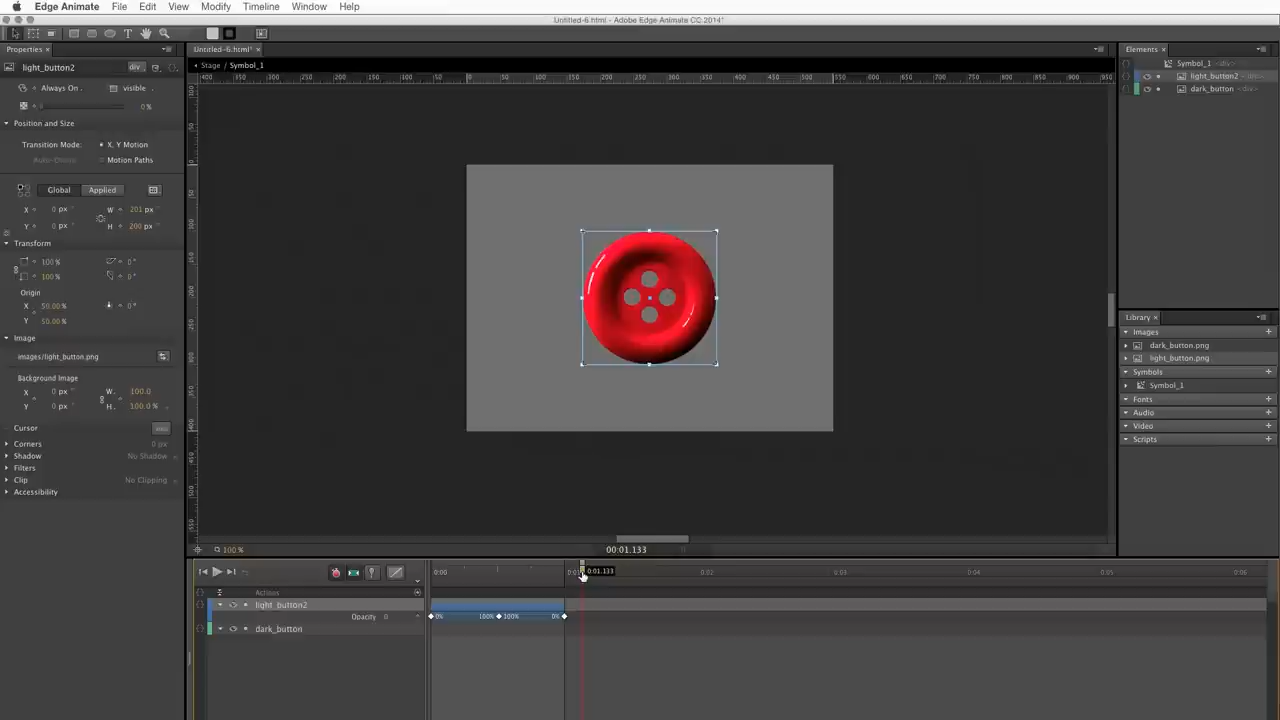 Edge Animate File Edit View Modify Timeline Window Help
Untitled-6.html* - Adobe Edge Animate CC 2014*
Properties × Untitled-6.html* × Elements ×
light_button2 div
Stage / Symbol_1
Symbol_1 <div>
light_button2
dark_button <div>
Always On visible
0 %
Position and Size
Transition Mode: X, Y Motion
Motion Paths
Global Applied
X 0 px W 201 px
Y 0 px H 200 px
Transform
100% 0°
100% 0°
Origin
X 50.00 % 0°
Y 50.00 %
Image
images/light_button.png
Background Image
X 0 px W. 100.0
Y 0 px H. 100.0 %
Cursor
Corners 0 px
Shadow No Shadow
Filters
Clip No Clipping
Accessibility
Library ×
Images
dark_button.png
light_button.png
Symbols
Symbol_1
Fonts
Audio
Video
Scripts
100 % 00:01.133
0:00 0:01.133 0:02 0:03 0:04 0:05 0:06
Actions
light_button2
Opacity 0 0% 100% 100% 0%
dark_button